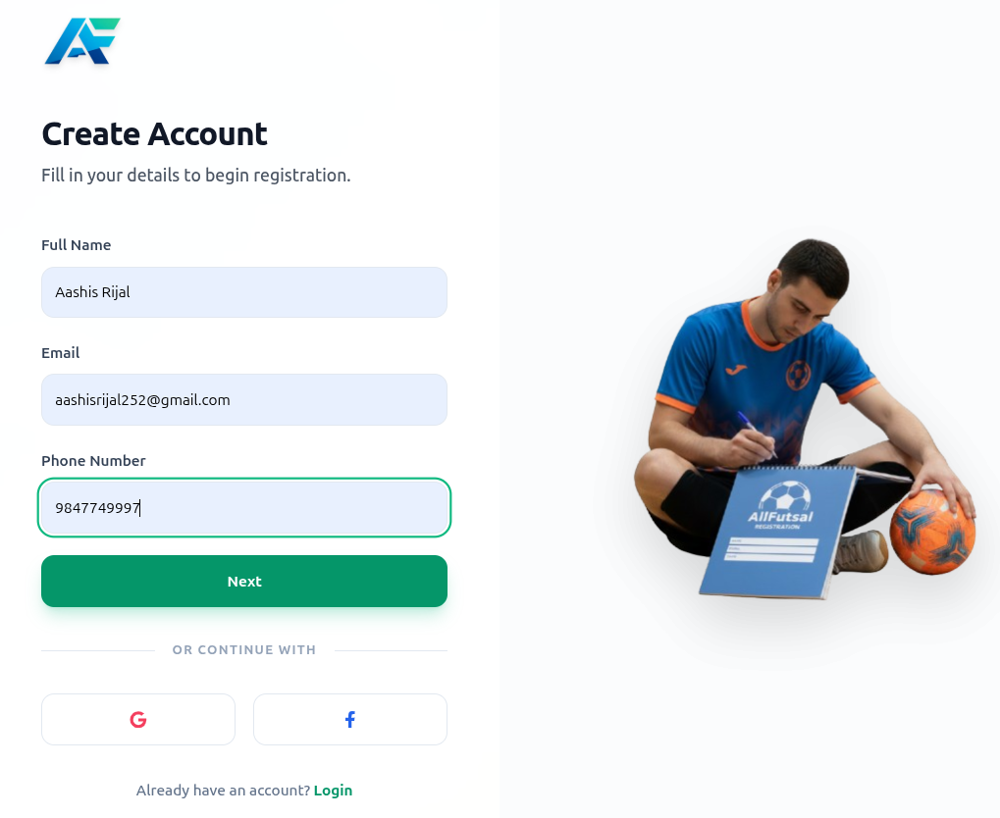 AF
Create Account
Fill in your details to begin registration.
Full Name
Aashis Rijal
Email
aashisrijal252@gmail.com
Phone Number
9847749997
Next
OR CONTINUE WITH
Already have an account? Login
AllFutsal
REGISTRATION